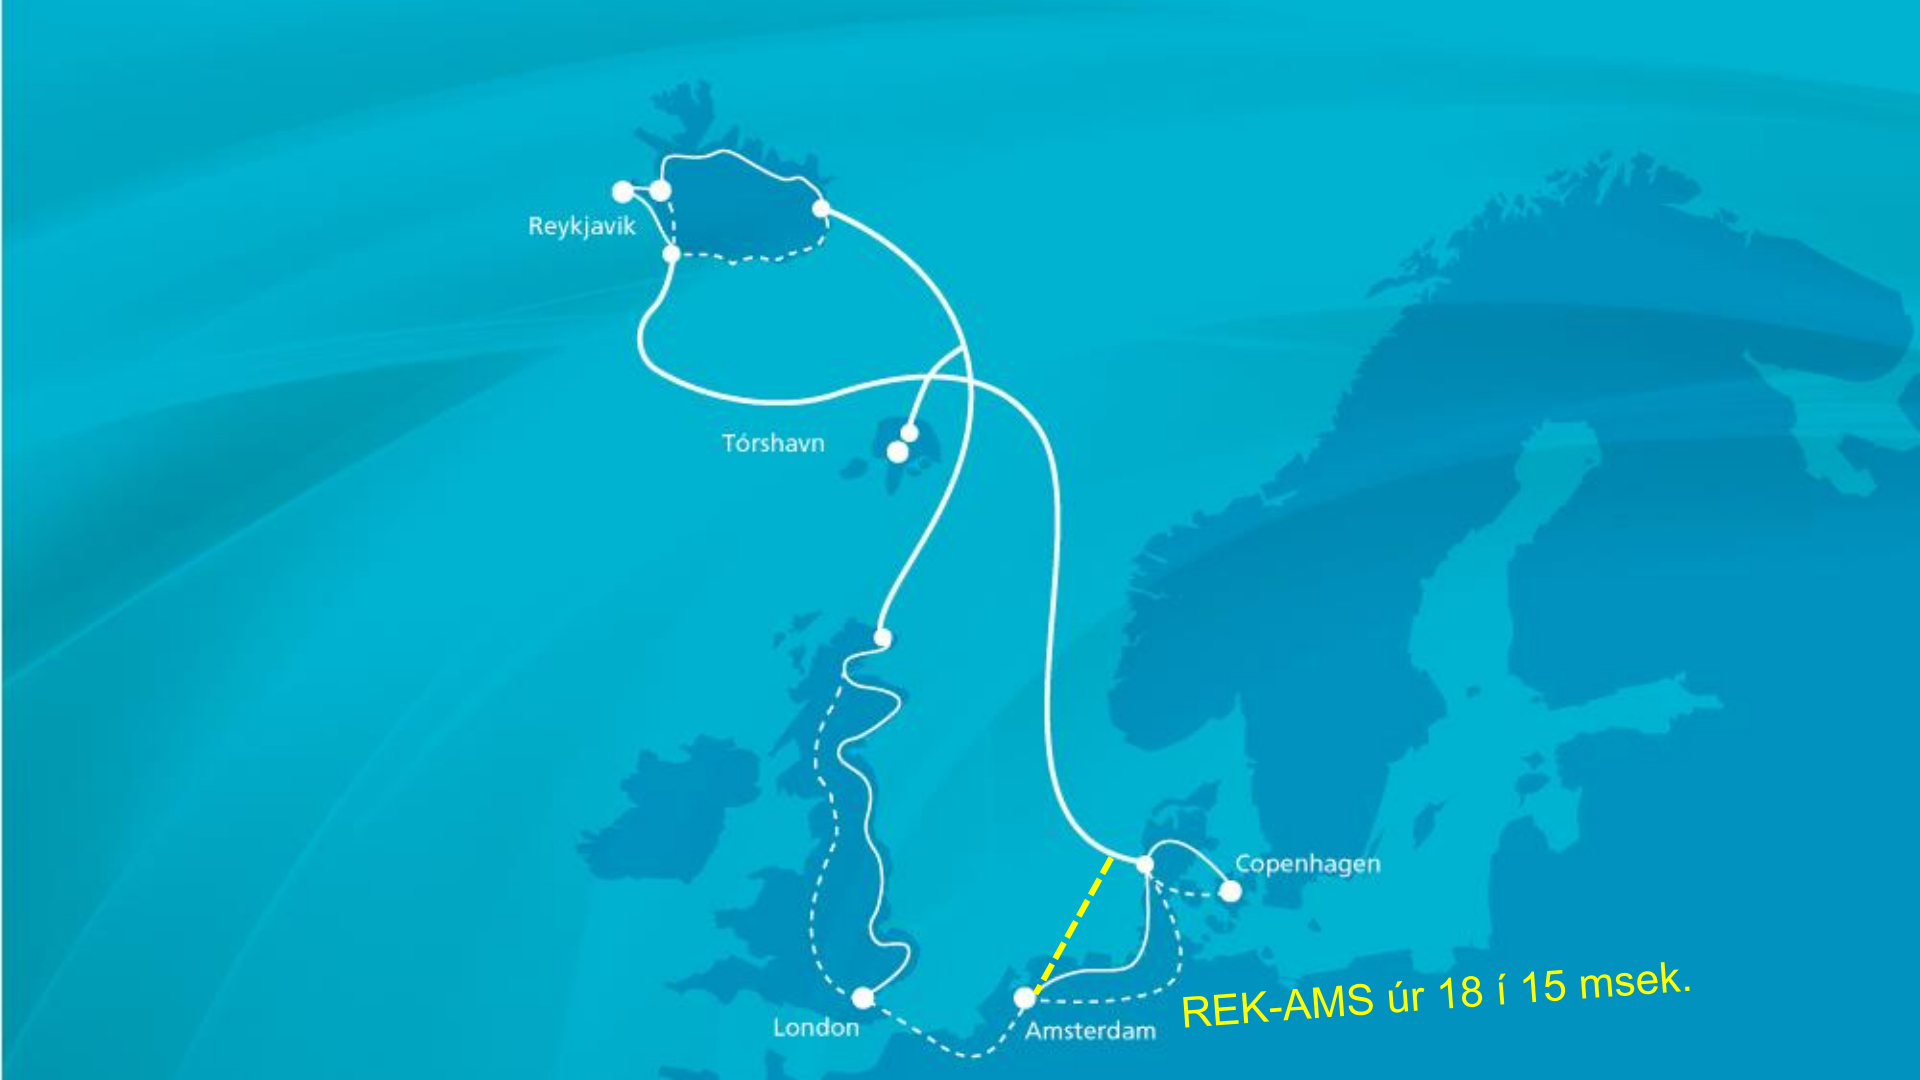 Reykjavik
Tórshavn
Copenhagen
REK-AMS úr 18 í 15 msek.
London
Amsterdam